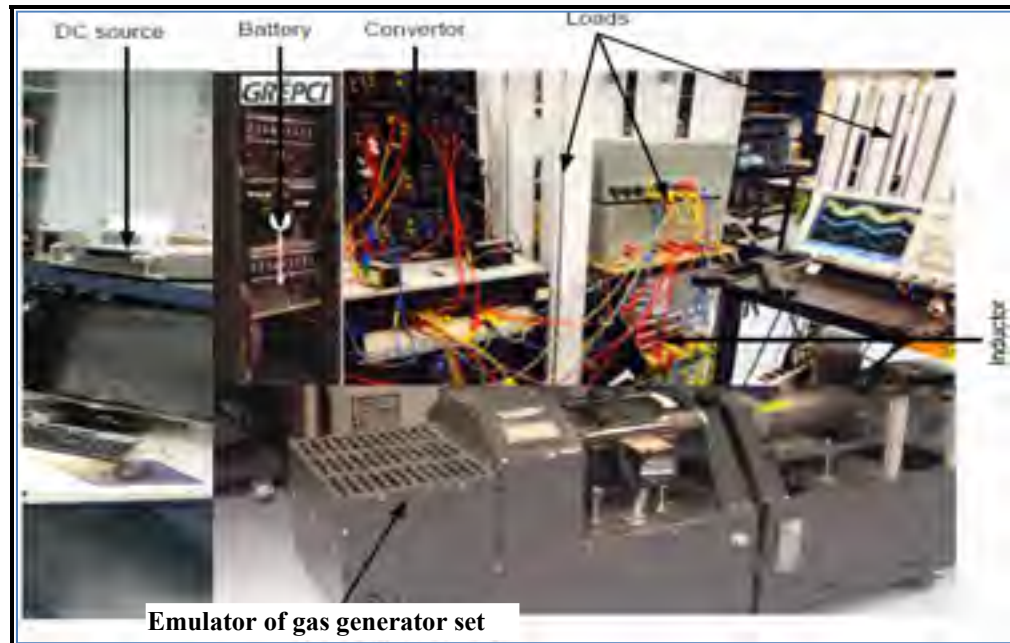 Loads
DC source
Battery
Convertor
GREPCI
Inductor
Emulator of gas generator set